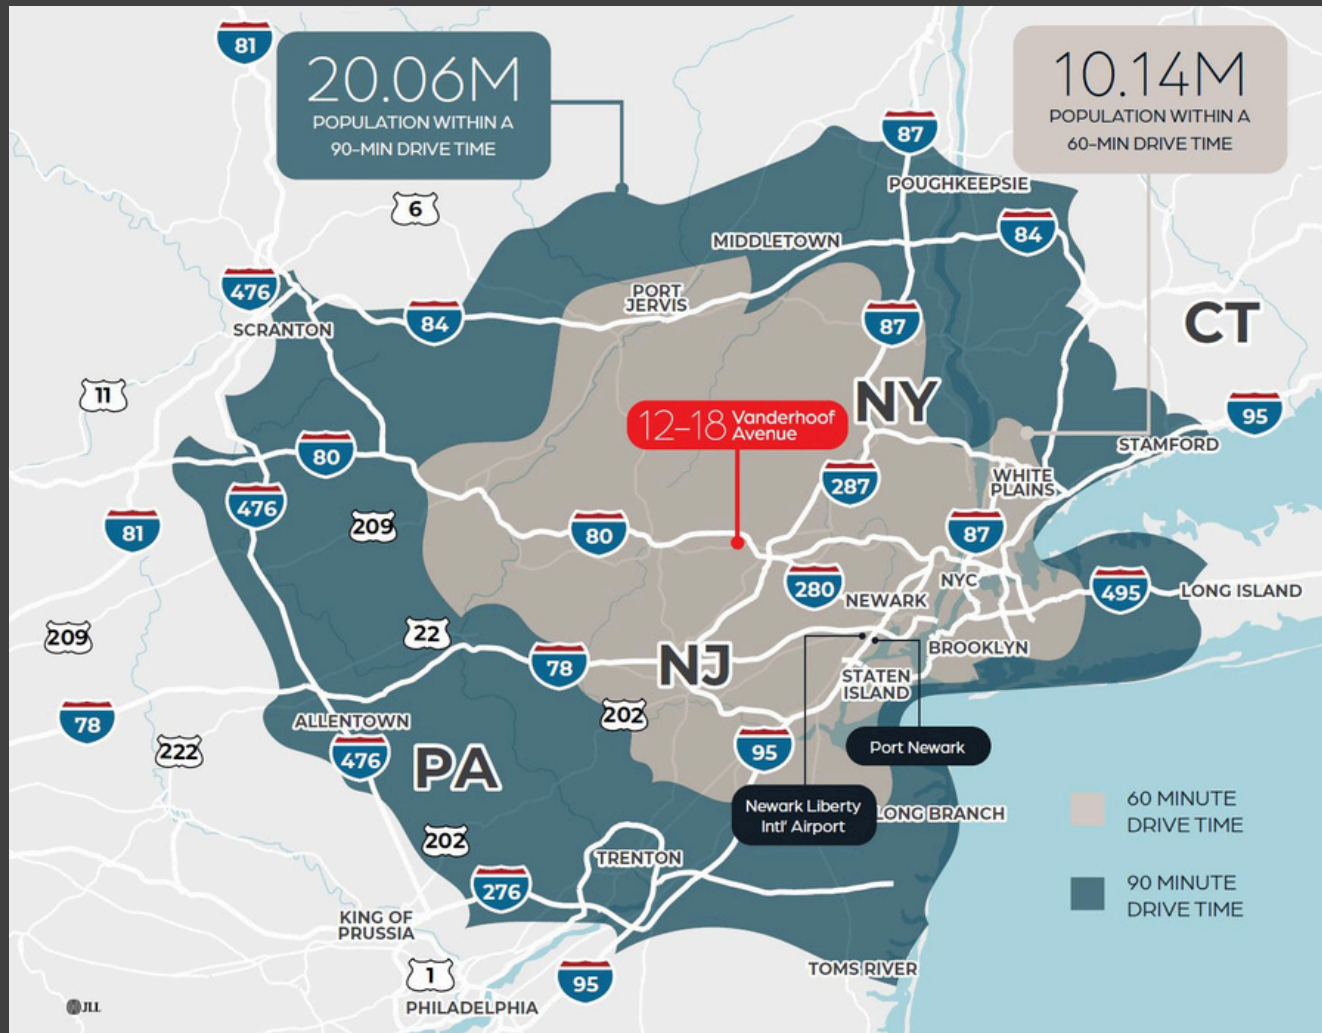 81
20.06M
POPULATION WITHIN A
90-MIN DRIVE TIME
10.14M
POPULATION WITHIN A
60-MIN DRIVE TIME
87
POUGHKEEPSIE
6
84
MIDDLETOWN
476
PORT
JERVIS
84
87
SCRANTON
CT
11
NY
95
12-18 Vanderhoof
Avenue
STAMFORD
80
287
WHITE
PLAINS
476
209
81
80
87
280
NYC
495
LONG ISLAND
NEWARK
209
22
78
NJ
BROOKLYN
STATEN
ISLAND
78
ALLENTOWN
202
222
476
PA
95
Port Newark
Newark Liberty
Intl' Airport
LONG BRANCH
60 MINUTE
DRIVE TIME
202
TRENTON
276
90 MINUTE
DRIVE TIME
KING OF
PRUSSIA
1
95
TOMS RIVER
PHILADELPHIA
JLL